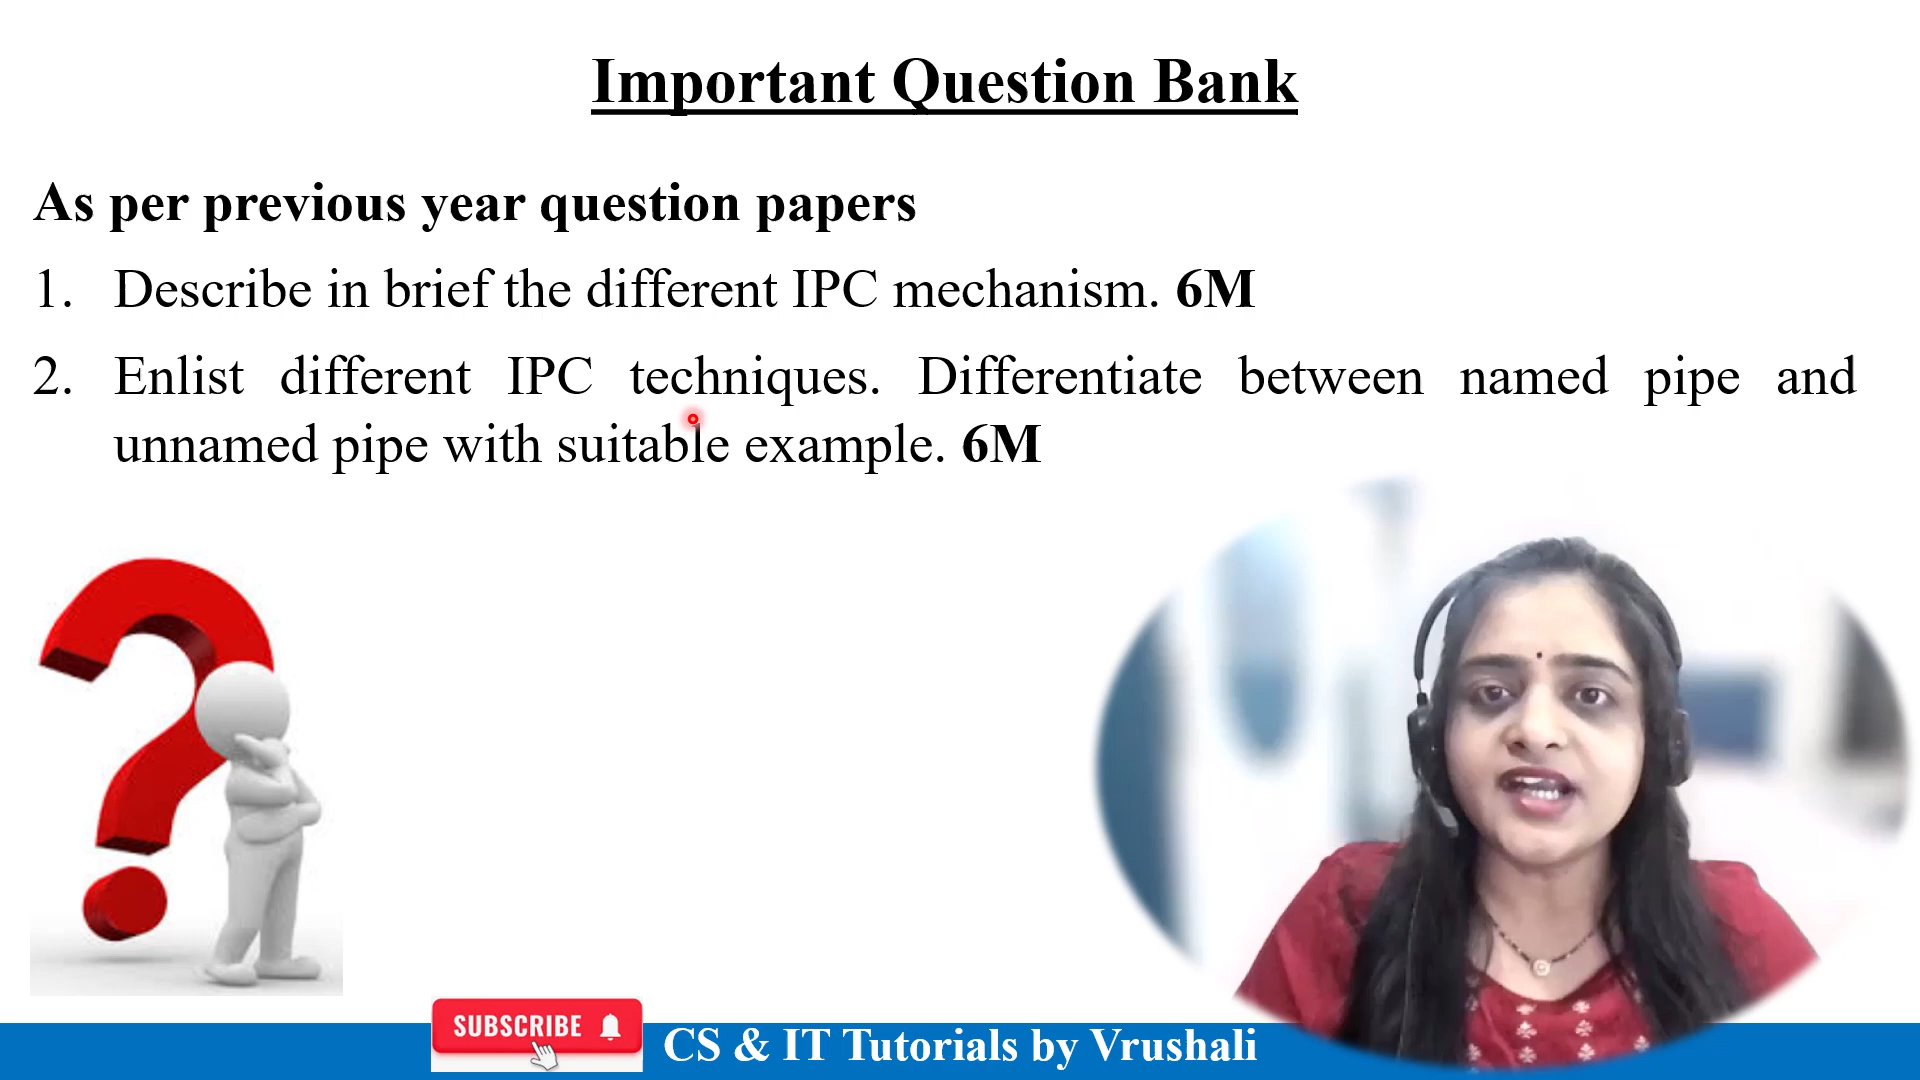 Important Question Bank
As per previous year question papers
1. Describe in brief the different IPC mechanism. 6M
2. Enlist different IPC techniques. Differentiate between named pipe and
unnamed pipe with suitable example. 6M
SUBSCRIBE
CS & IT Tutorials by Vrushali